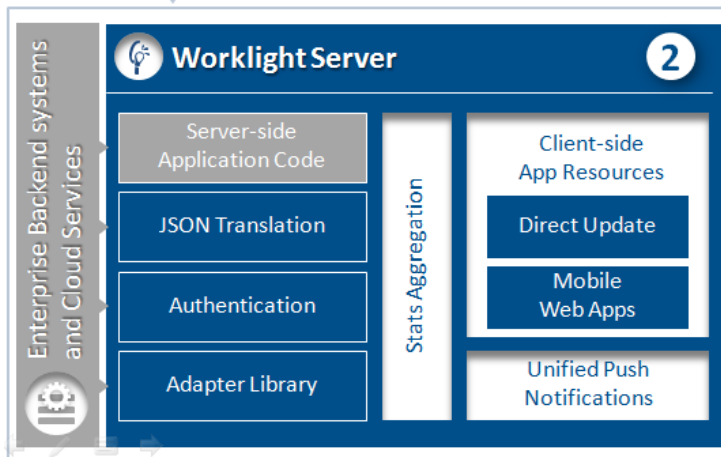 Enterprise Backend systems
and Cloud Services
Worklight Server
2
Server-side
Application Code
JSON Translation
Authentication
Adapter Library
Stats Aggregation
Client-side
App Resources
Direct Update
Mobile
Web Apps
Unified Push
Notifications